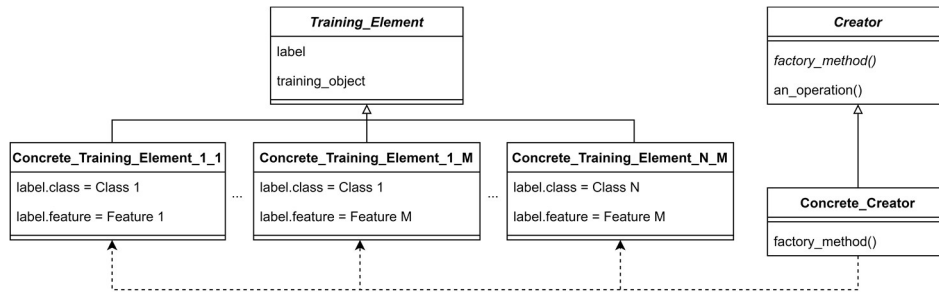 Training_Element
label
training_object
Creator
factory_method()
an_operation()
Concrete_Training_Element_1_1
label.class = Class 1
label.feature = Feature 1
...
Concrete_Training_Element_1_M
label.class = Class 1
label.feature = Feature M
...
Concrete_Training_Element_N_M
label.class = Class N
label.feature = Feature M
Concrete_Creator
factory_method()